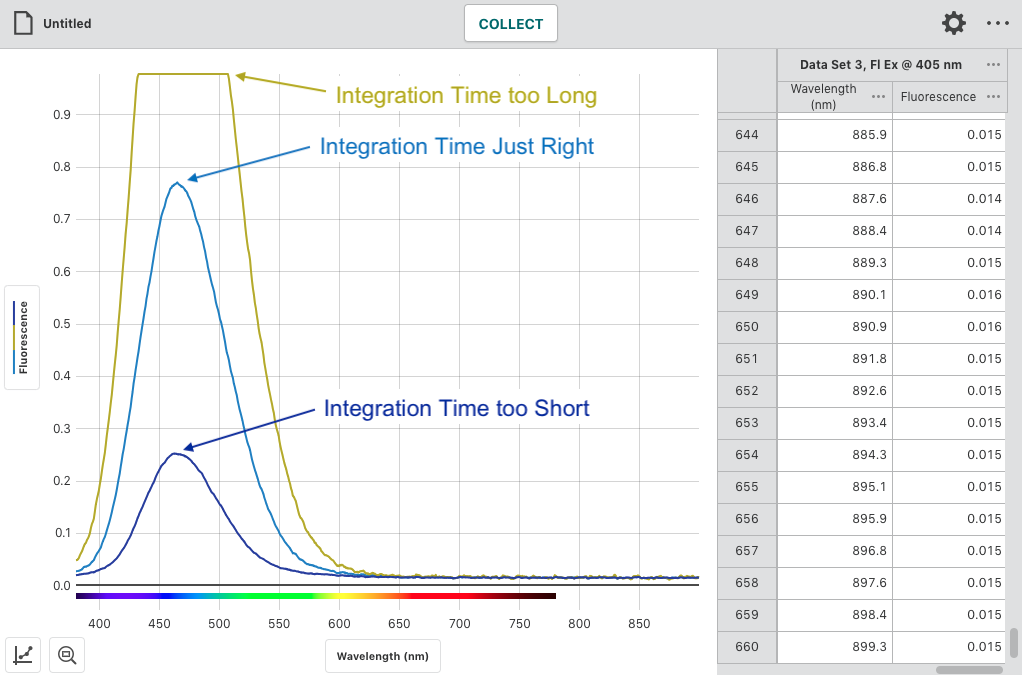 Untitled
COLLECT
Integration Time too Long
Integration Time Just Right
Integration Time too Short
0.9
0.8
0.7
0.6
0.5
0.4
0.3
0.2
0.1
0.0
Fluorescence
400 450 500 550 600 650 700 750 800 850
Wavelength (nm)
Data Set 3, Fl Ex @ 405 nm
Wavelength
(nm)
Fluorescence
644 885.9 0.015
645 886.8 0.015
646 887.6 0.014
647 888.4 0.014
648 889.3 0.015
649 890.1 0.016
650 890.9 0.016
651 891.8 0.015
652 892.6 0.015
653 893.4 0.015
654 894.3 0.015
655 895.1 0.015
656 895.9 0.015
657 896.8 0.015
658 897.6 0.015
659 898.4 0.015
660 899.3 0.015